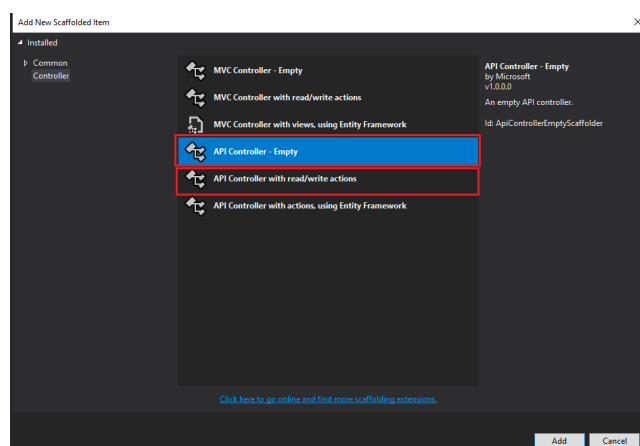 Add New Scaffolded Item
Installed
Common
Controller
MVC Controller - Empty
MVC Controller with read/write actions
MVC Controller with views, using Entity Framework
API Controller - Empty
API Controller with read/write actions
API Controller with actions, using Entity Framework
Click here to go online and find more scaffolding extensions.
API Controller - Empty
by Microsoft
v1.0.0.0
An empty API controller.
Id: ApiControllerEmptyScaffolder
Add
Cancel